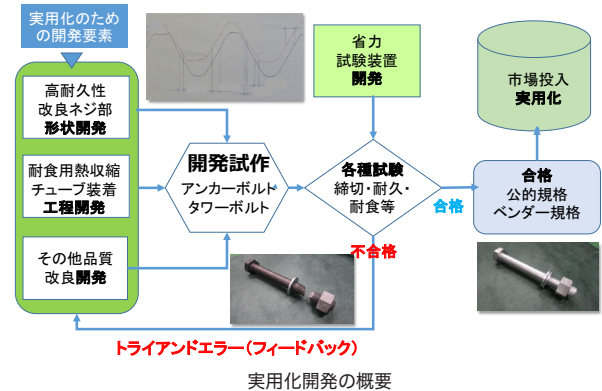 実用化のため
の開発要素
高耐久性
改良ネジ部
形状開発
耐食用熱収縮
チューブ装着
工程開発
その他品質
改良開発
開発試作
アンカーボルト
タワーボルト
省力
試験装置
開発
各種試験
締切・耐久・
耐食等
合格
不合格
市場投入
実用化
合格
公的規格
ベンダー規格
トライアンドエラー（フィードバック）
実用化開発の概要